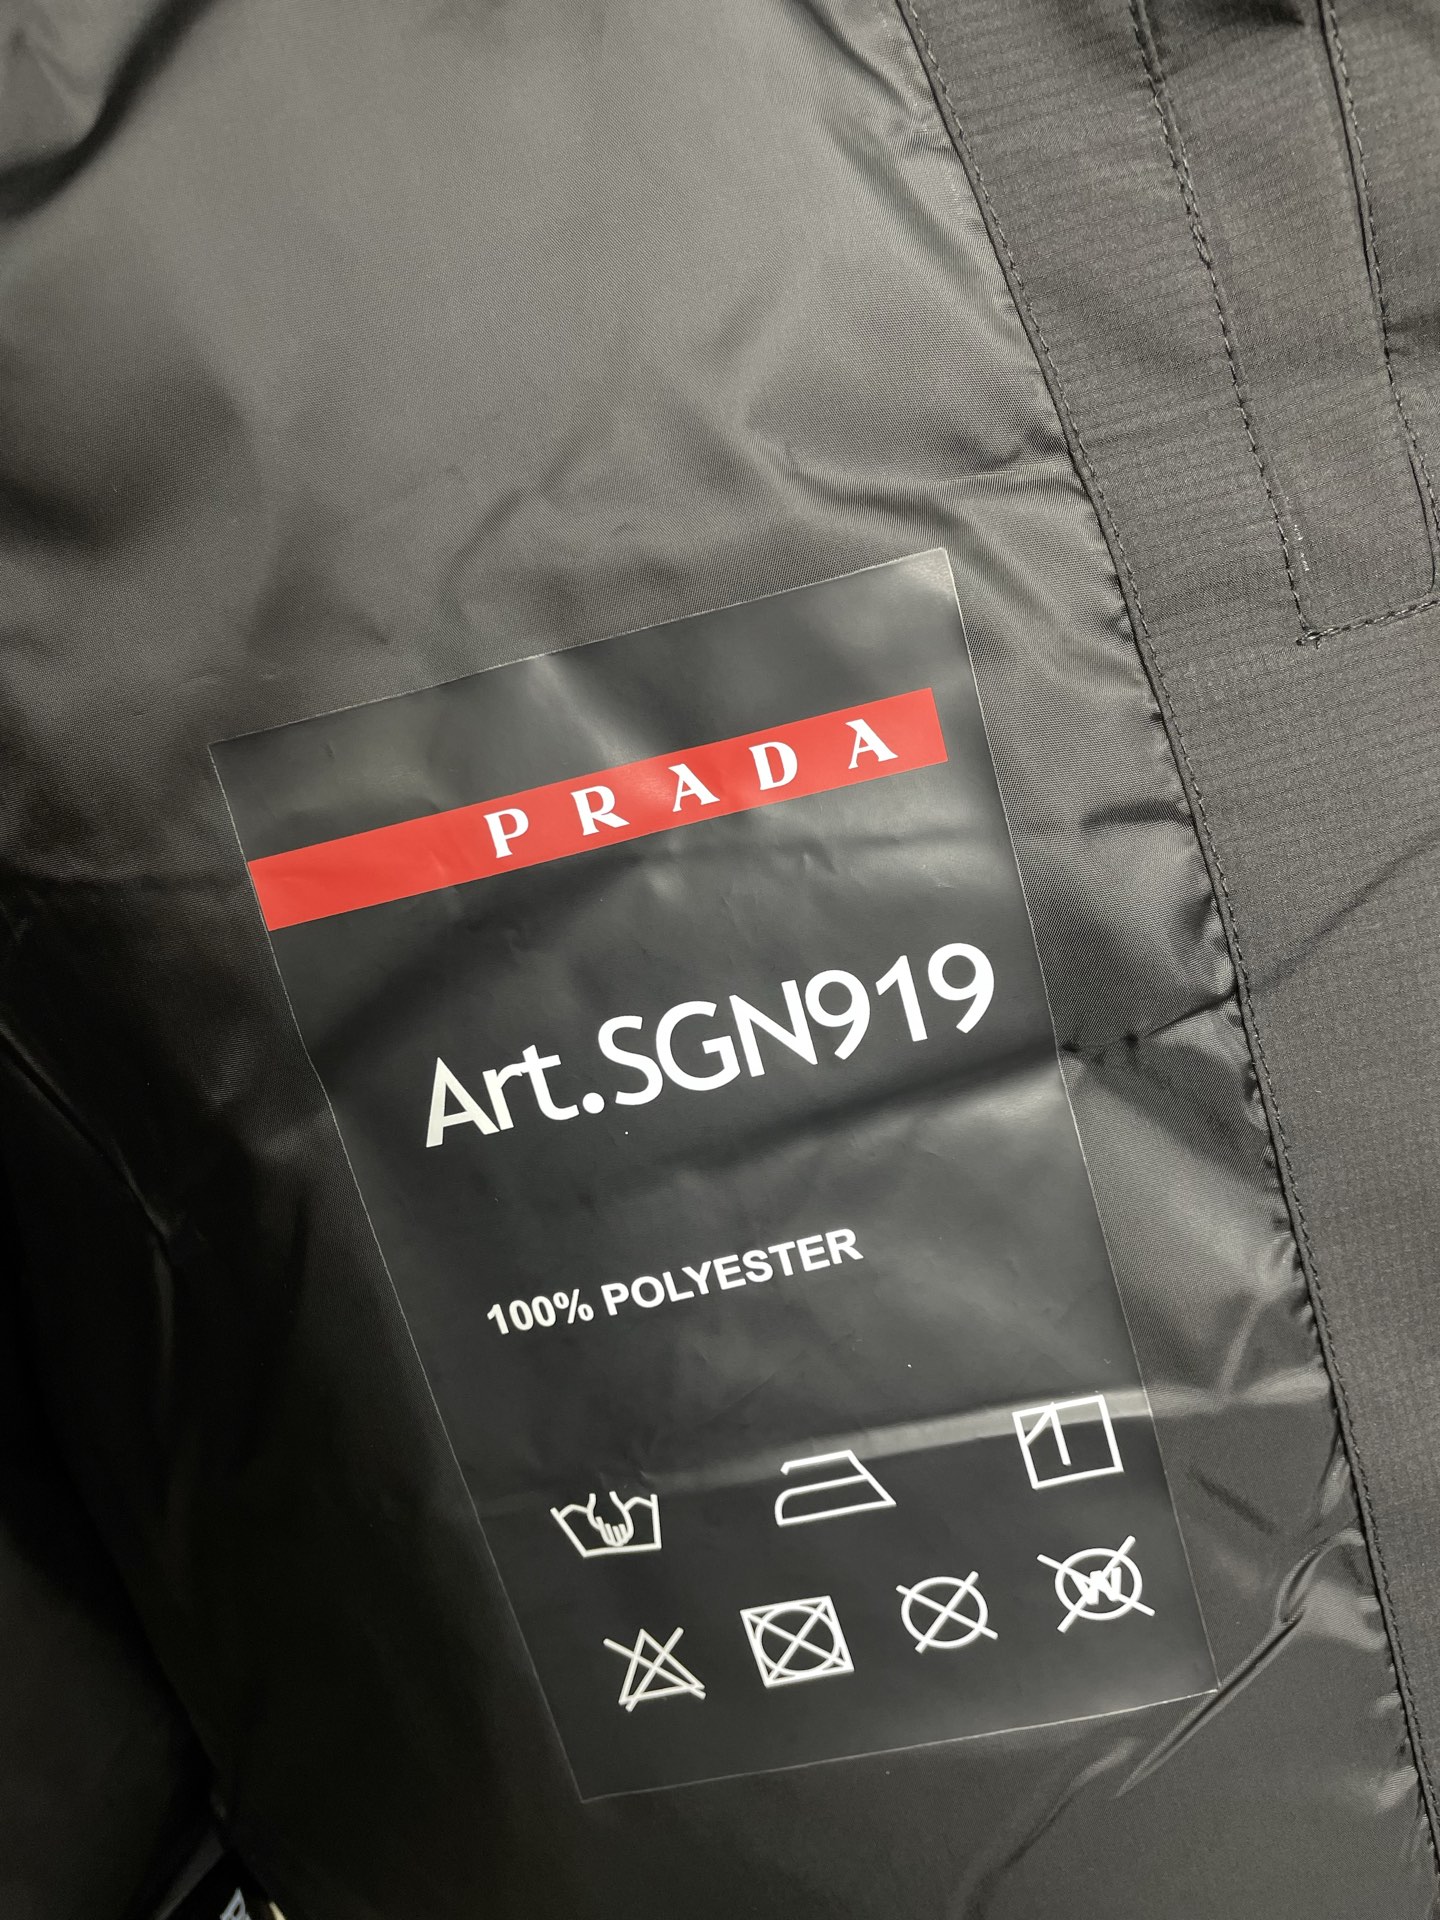 PRADA
Art.SGN919
100% POLYESTER
W